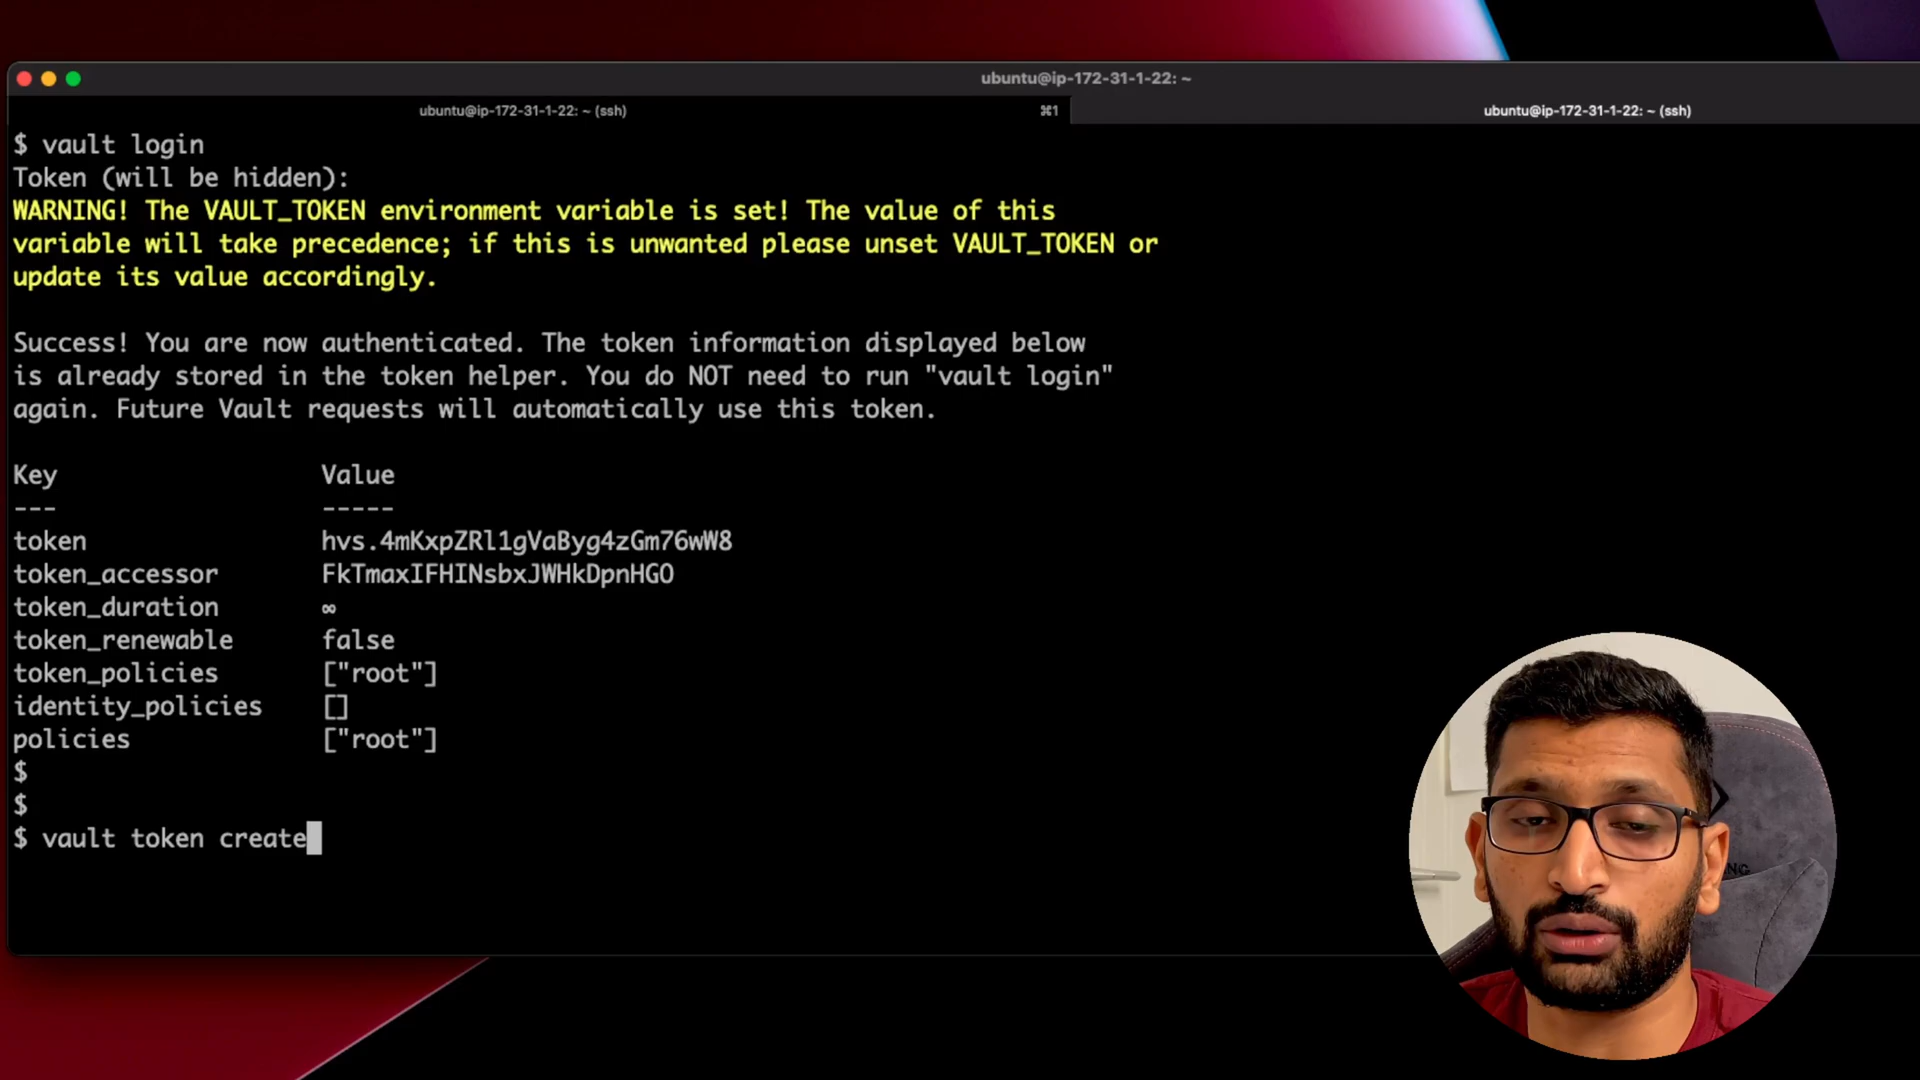 ubuntu@ip-172-31-1-22: ~
ubuntu@ip-172-31-1-22: ~ (ssh) ⌘1 ubuntu@ip-172-31-1-22: ~ (ssh)
$ vault login
Token (will be hidden):
WARNING! The VAULT_TOKEN environment variable is set! The value of this
variable will take precedence; if this is unwanted please unset VAULT_TOKEN or
update its value accordingly.
Success! You are now authenticated. The token information displayed below
is already stored in the token helper. You do NOT need to run "vault login"
again. Future Vault requests will automatically use this token.
Key Value
--- -----
token hvs.4mKxpZRl1gVaByg4zGm76wW8
token_accessor FkTmaxIFHINsbxJWHkDpnHGO
token_duration ∞
token_renewable false
token_policies ["root"]
identity_policies []
policies ["root"]
$
$
$ vault token create